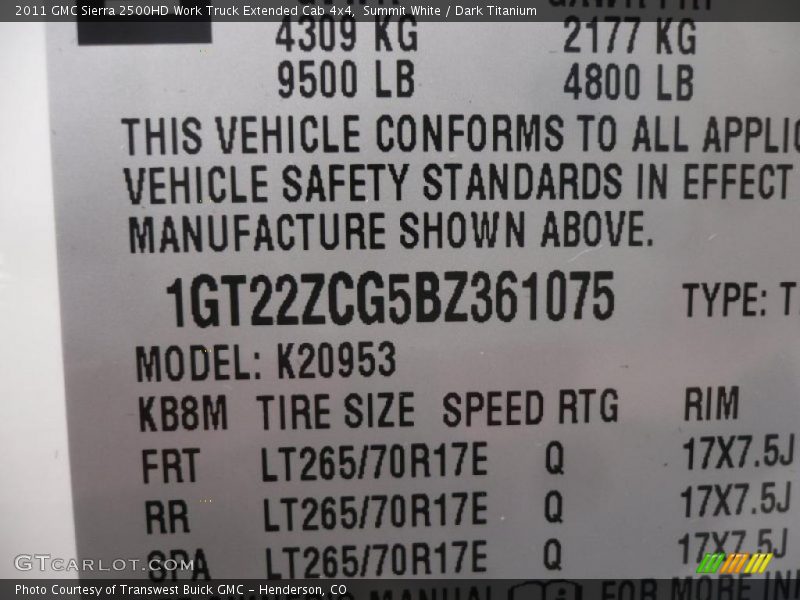 2011 GMC Sierra 2500HD Work Truck Extended Cab 4x4, Summit White / Dark Titanium
4309 KG 2177 KG
9500 LB 4800 LB
THIS VEHICLE CONFORMS TO ALL APPLIC
VEHICLE SAFETY STANDARDS IN EFFECT
MANUFACTURE SHOWN ABOVE.
1GT22ZCG5BZ361075 TYPE: T
MODEL: K20953
KB8M TIRE SIZE SPEED RTG RIM
FRT LT265/70R17E Q 17X7.5J
RR LT265/70R17E Q 17X7.5J
SPA LT265/70R17E Q 17X7.5J
GTCarLot.com
Photo Courtesy of Transwest Buick GMC - Henderson, CO